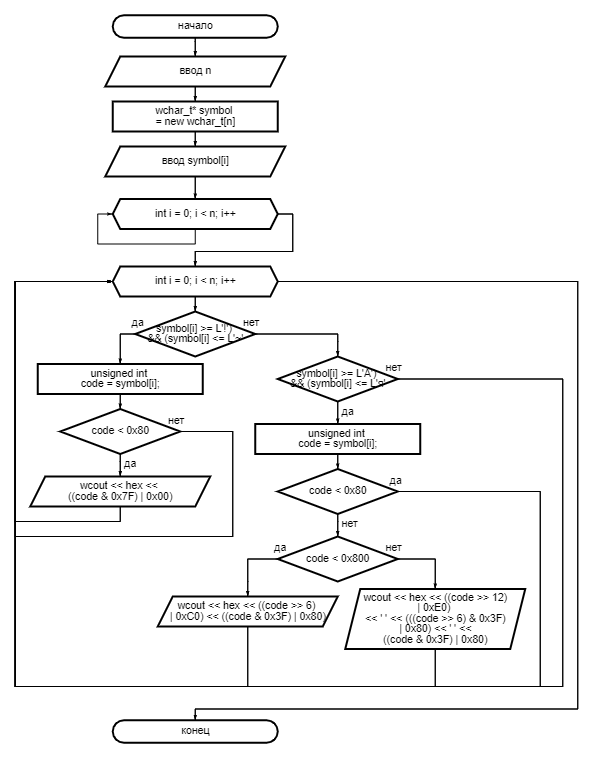 начало
ввод n
wchar_t* symbol
= new wchar_t[n]
ввод symbol[i]
int i = 0; i < n; i++
int i = 0; i < n; i++
да
symbol[i] >= L'!')
&& (symbol[i] <= L'~'
нет
unsigned int
code = symbol[i];
symbol[i] >= L'А')
&& (symbol[i] <= L'я'
нет
да
code < 0x80
нет
да
unsigned int
code = symbol[i];
wcout << hex <<
((code & 0x7F) | 0x00)
code < 0x80
да
нет
да
code < 0x800
нет
wcout << hex << ((code >> 6)
| 0xC0) << ((code & 0x3F) | 0x80)
wcout << hex << ((code >> 12)
| 0xE0)
<< ' ' << (((code >> 6) & 0x3F)
| 0x80) << ' ' <<
((code & 0x3F) | 0x80)
конец